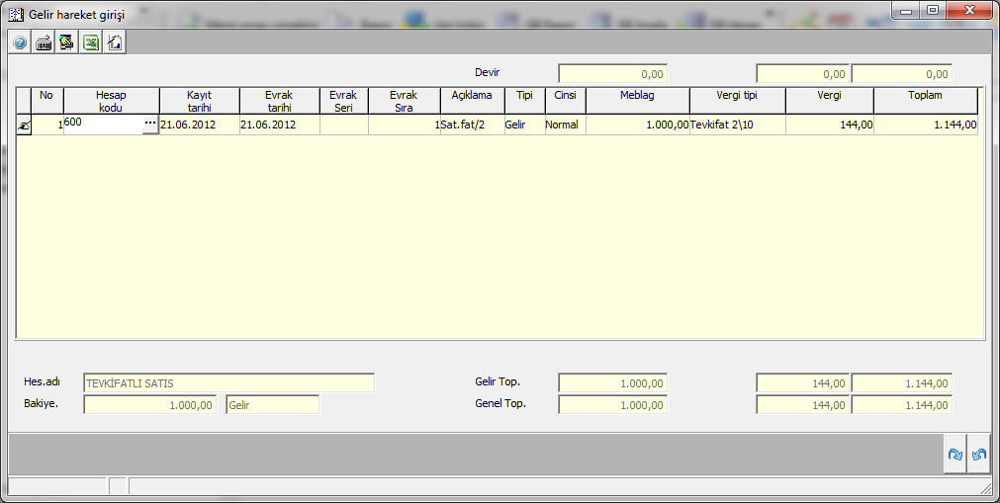 Gelir hareket girişi
Devir 0,00 0,00 0,00
No Hesap kodu Kayıt tarihi Evrak tarihi Evrak Seri Evrak Sıra Açıklama Tipi Cinsi Meblag Vergi tipi Vergi Toplam
1 600 ... 21.06.2012 21.06.2012 1 Sat.fat/2 Gelir Normal 1.000,00 Tevkifat 2\10 144,00 1.144,00
Hes.adı TEVKİFATLI SATIS Gelir Top. 1.000,00 144,00 1.144,00
Bakiye. 1.000,00 Gelir Genel Top. 1.000,00 144,00 1.144,00